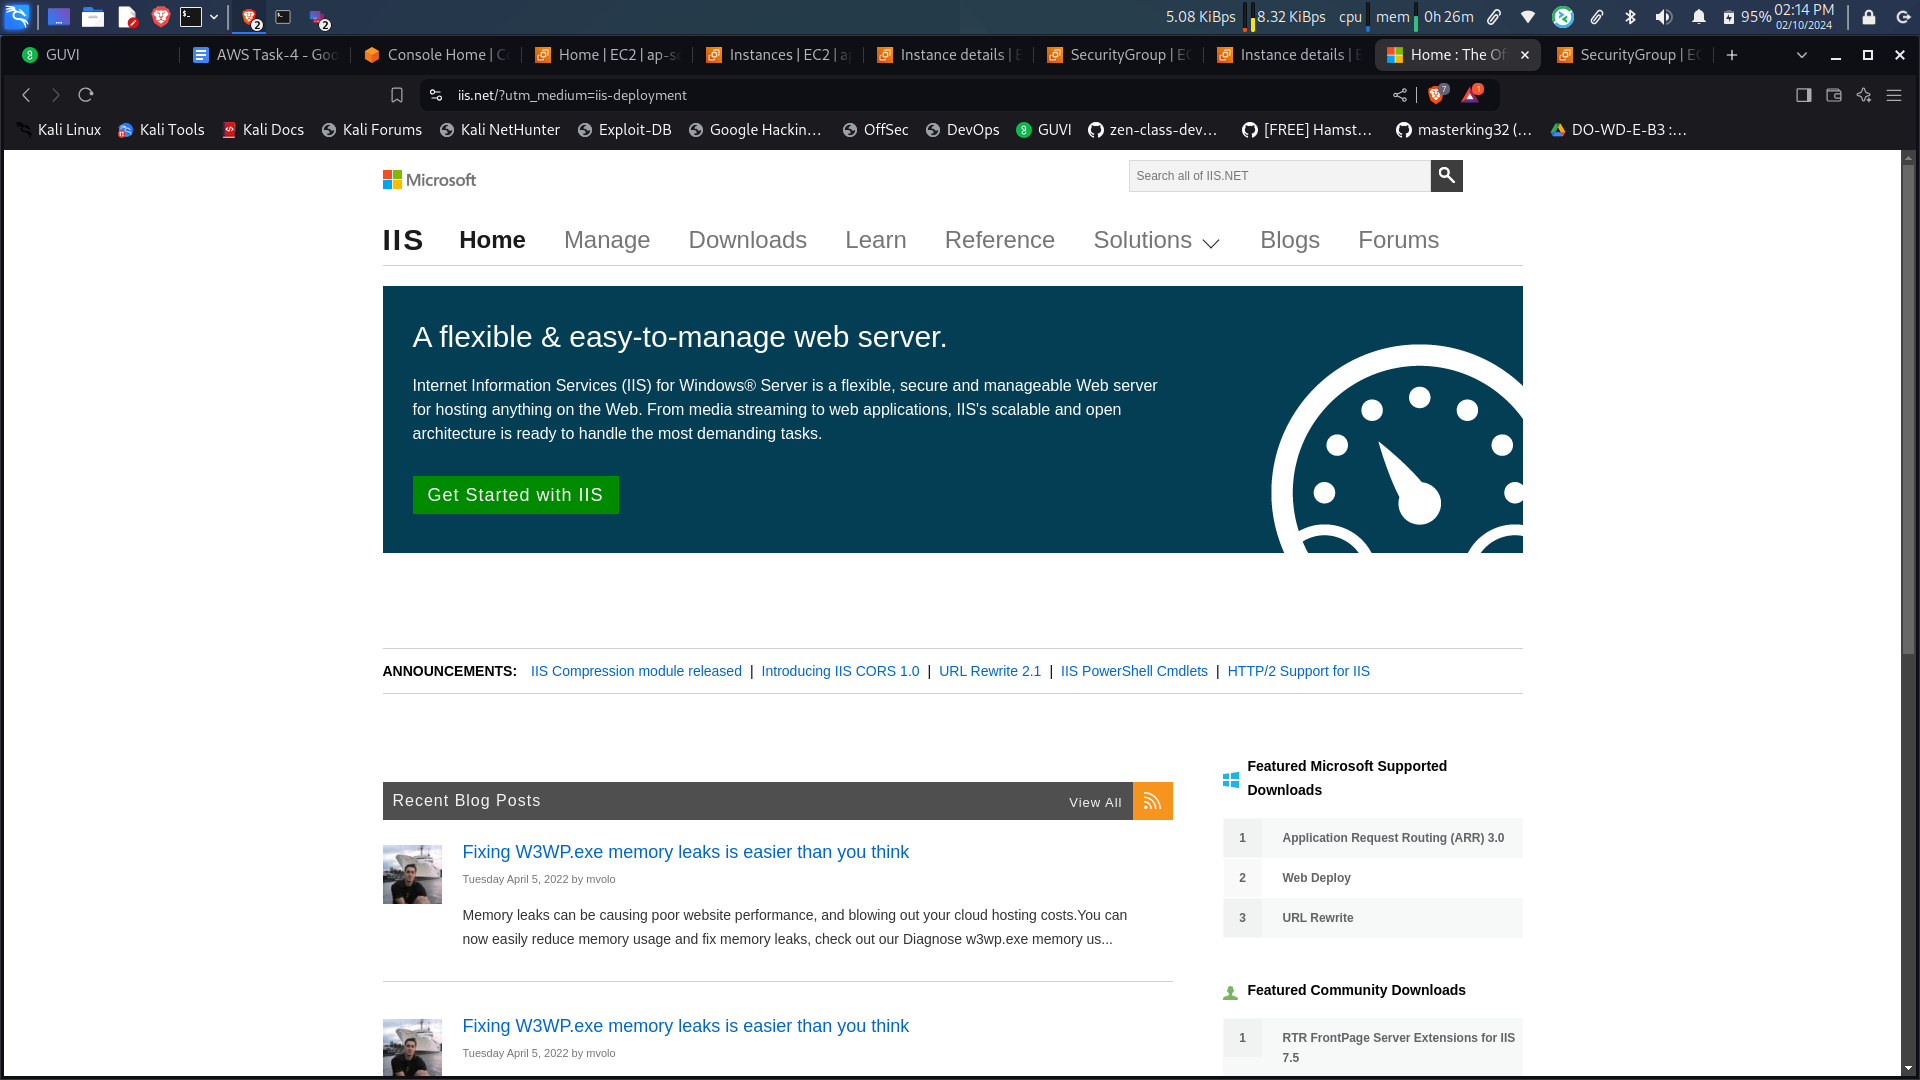 5.08 KiBps 8.32 KiBps cpu mem 0h 26m 95% 02:14 PM
02/10/2024
GUVI AWS Task-4 - Goo Console Home | C Home | EC2 | ap-so Instances | EC2 | a Instance details | E SecurityGroup | EC Instance details | E Home : The Of SecurityGroup | EC
iis.net/?utm_medium=iis-deployment 7 1
Kali Linux Kali Tools Kali Docs Kali Forums Kali NetHunter Exploit-DB Google Hackin... OffSec DevOps GUVI zen-class-dev... [FREE] Hamst... masterking32 (... DO-WD-E-B3 :...
Microsoft
Search all of IIS.NET
IIS Home Manage Downloads Learn Reference Solutions Blogs Forums
A flexible & easy-to-manage web server.
Internet Information Services (IIS) for Windows® Server is a flexible, secure and manageable Web server
for hosting anything on the Web. From media streaming to web applications, IIS's scalable and open
architecture is ready to handle the most demanding tasks.
Get Started with IIS
ANNOUNCEMENTS: IIS Compression module released | Introducing IIS CORS 1.0 | URL Rewrite 2.1 | IIS PowerShell Cmdlets | HTTP/2 Support for IIS
Recent Blog Posts View All
Fixing W3WP.exe memory leaks is easier than you think
Tuesday April 5, 2022 by mvolo
Memory leaks can be causing poor website performance, and blowing out your cloud hosting costs.You can
now easily reduce memory usage and fix memory leaks, check out our Diagnose w3wp.exe memory us...
Fixing W3WP.exe memory leaks is easier than you think
Tuesday April 5, 2022 by mvolo
Featured Microsoft Supported
Downloads
1 Application Request Routing (ARR) 3.0
2 Web Deploy
3 URL Rewrite
Featured Community Downloads
1 RTR FrontPage Server Extensions for IIS
7.5